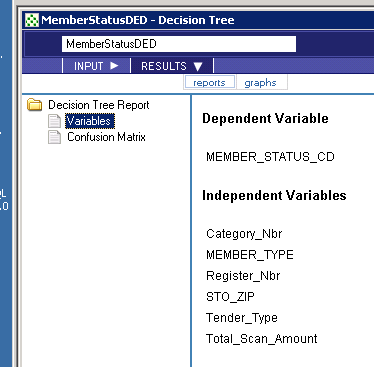 MemberStatusDED - Decision Tree
MemberStatusDED
INPUT RESULTS
reports graphs
Decision Tree Report
Variables
Confusion Matrix
Dependent Variable
MEMBER_STATUS_CD
Independent Variables
Category_Nbr
MEMBER_TYPE
Register_Nbr
STO_ZIP
Tender_Type
Total_Scan_Amount